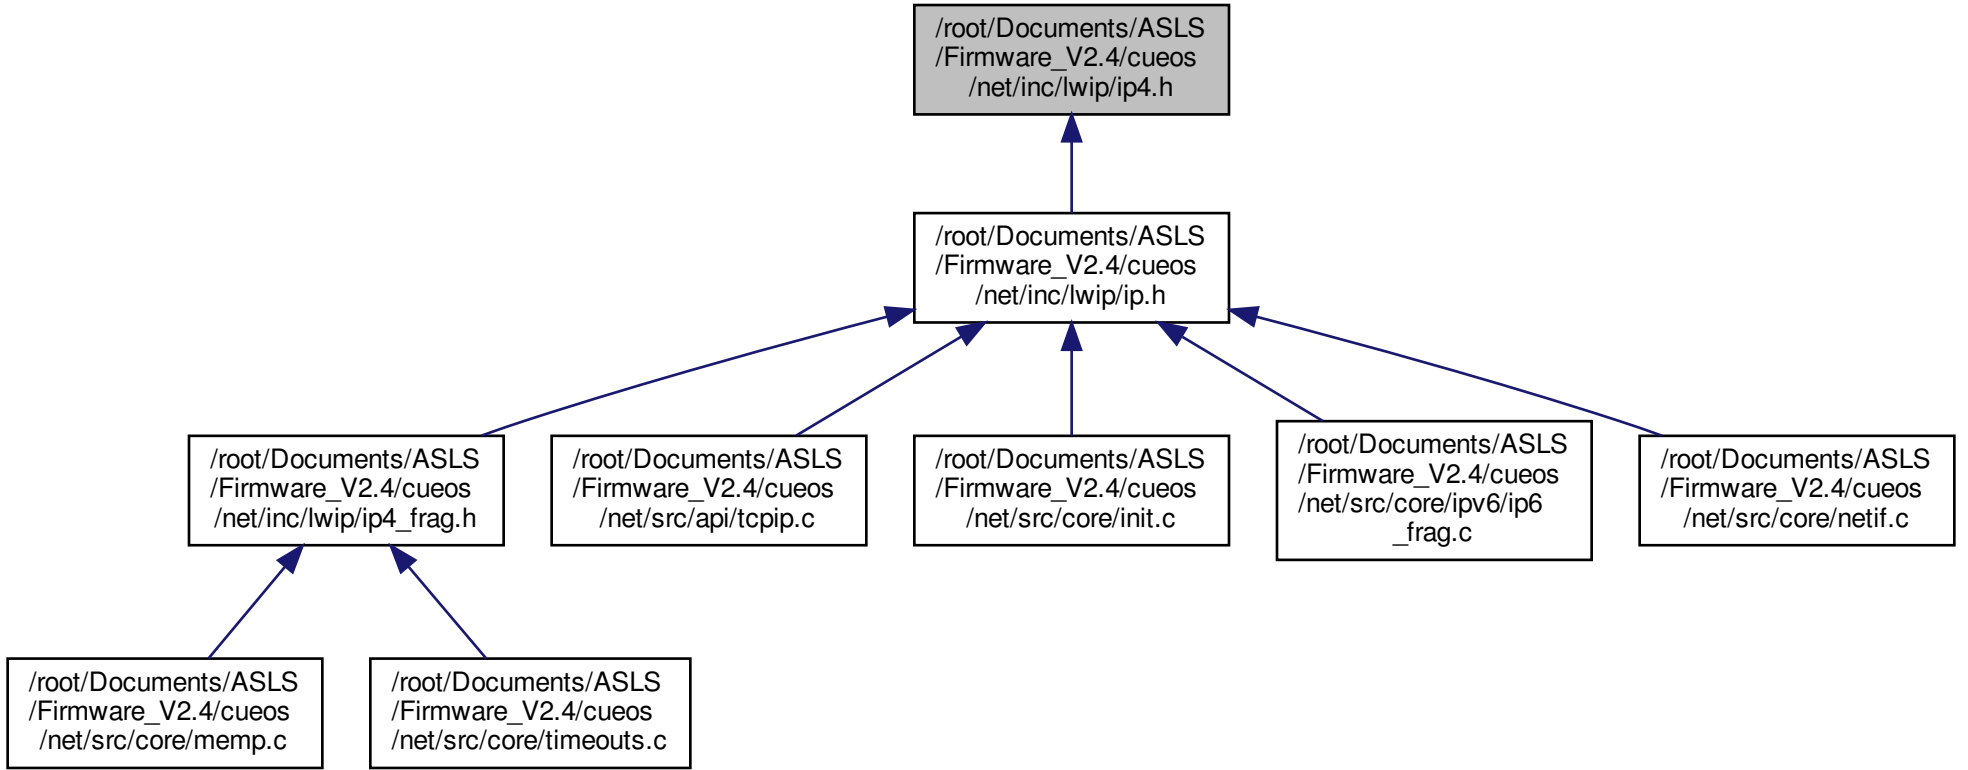 /root/Documents/ASLS
/Firmware_V2.4/cueos
/net/inc/lwip/ip4.h
/root/Documents/ASLS
/Firmware_V2.4/cueos
/net/inc/lwip/ip.h
/root/Documents/ASLS
/Firmware_V2.4/cueos
/net/inc/lwip/ip4_frag.h
/root/Documents/ASLS
/Firmware_V2.4/cueos
/net/src/api/tcpip.c
/root/Documents/ASLS
/Firmware_V2.4/cueos
/net/src/core/init.c
/root/Documents/ASLS
/Firmware_V2.4/cueos
/net/src/core/ipv6/ip6
_frag.c
/root/Documents/ASLS
/Firmware_V2.4/cueos
/net/src/core/netif.c
/root/Documents/ASLS
/Firmware_V2.4/cueos
/net/src/core/memp.c
/root/Documents/ASLS
/Firmware_V2.4/cueos
/net/src/core/timeouts.c